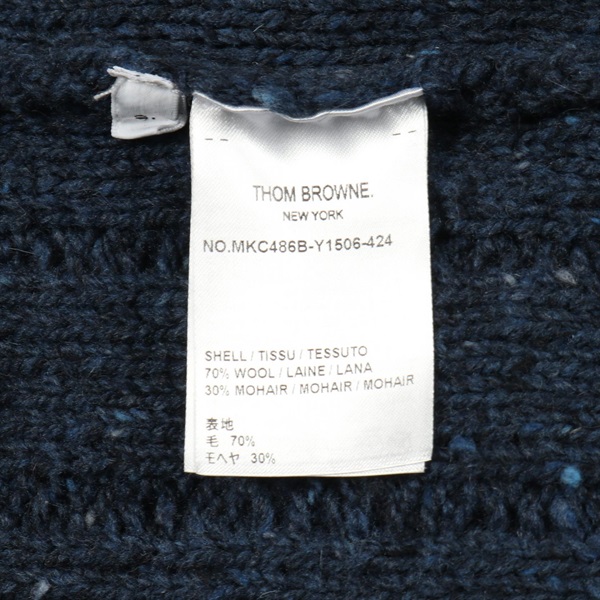 THOM BROWNE.
NEW YORK
NO.MKC486B-Y1506-424
SHELL / TISSU / TESSUTO
70% WOOL / LAINE / LANA
30% MOHAIR / MOHAIR / MOHAIR
表地
毛 70%
モヘヤ 30%